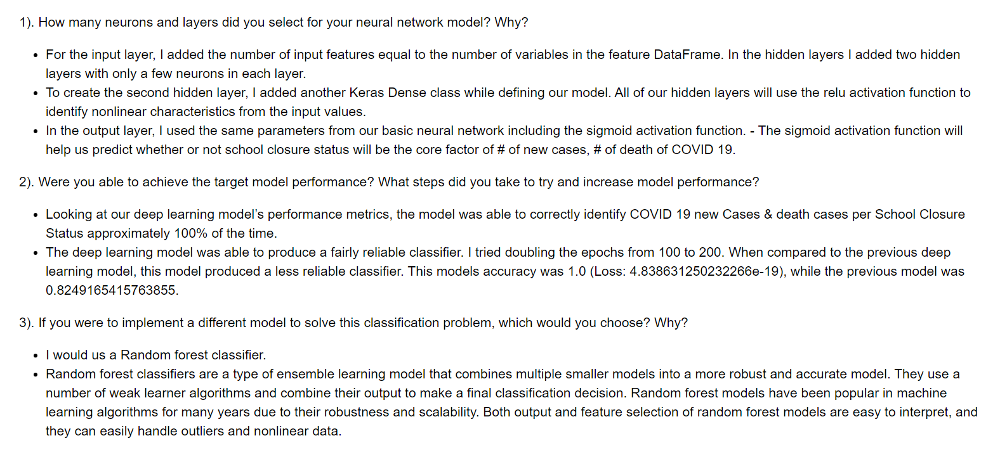 1). How many neurons and layers did you select for your neural network model? Why?
• For the input layer, I added the number of input features equal to the number of variables in the feature DataFrame. In the hidden layers I added two hidden
layers with only a few neurons in each layer.
• To create the second hidden layer, I added another Keras Dense class while defining our model. All of our hidden layers will use the relu activation function to
identify nonlinear characteristics from the input values.
• In the output layer, I used the same parameters from our basic neural network including the sigmoid activation function. - The sigmoid activation function will
help us predict whether or not school closure status will be the core factor of # of new cases, # of death of COVID 19.
2). Were you able to achieve the target model performance? What steps did you take to try and increase model performance?
• Looking at our deep learning model’s performance metrics, the model was able to correctly identify COVID 19 new Cases & death cases per School Closure
Status approximately 100% of the time.
• The deep learning model was able to produce a fairly reliable classifier. I tried doubling the epochs from 100 to 200. When compared to the previous deep
learning model, this model produced a less reliable classifier. This models accuracy was 1.0 (Loss: 4.838631250232266e-19), while the previous model was
0.8249165415763855.
3). If you were to implement a different model to solve this classification problem, which would you choose? Why?
• I would us a Random forest classifier.
• Random forest classifiers are a type of ensemble learning model that combines multiple smaller models into a more robust and accurate model. They use a
number of weak learner algorithms and combine their output to make a final classification decision. Random forest models have been popular in machine
learning algorithms for many years due to their robustness and scalability. Both output and feature selection of random forest models are easy to interpret, and
they can easily handle outliers and nonlinear data.